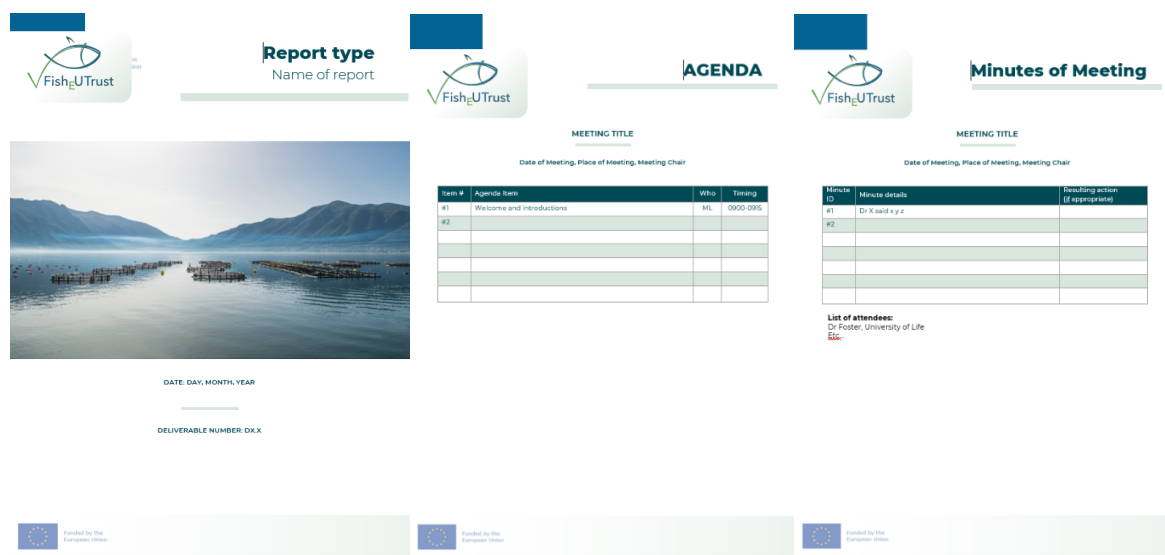 FishEUTrust
Report type
Name of report
DATE: DAY, MONTH, YEAR
DELIVERABLE NUMBER: DX.X
Funded by the
European Union
FishEUTrust
AGENDA
MEETING TITLE
Date of Meeting, Place of Meeting, Meeting Chair
Item # Agenda Item Who Timing
#1 Welcome and introductions ML 0900-0915
#2
Funded by the
European Union
FishEUTrust
Minutes of Meeting
MEETING TITLE
Date of Meeting, Place of Meeting, Meeting Chair
Minute ID Minute details Resulting action (if appropriate)
#1 Dr X said x y z
#2
List of attendees:
Dr Foster, University of Life
Etc.
Funded by the
European Union